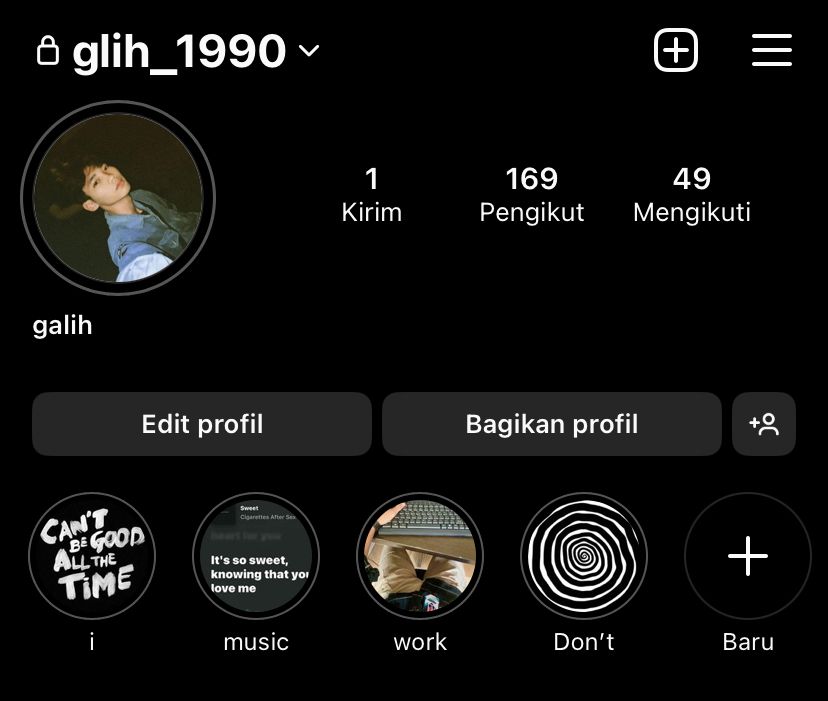 glih_1990
1 169 49
Kirim Pengikut Mengikuti
galih
Edit profil Bagikan profil
CAN'T
BE GOOD
ALL THE
TIME
Sweet
Cigarettes After Sex
heart for you
It's so sweet,
knowing that you
love me
i music work Don't Baru